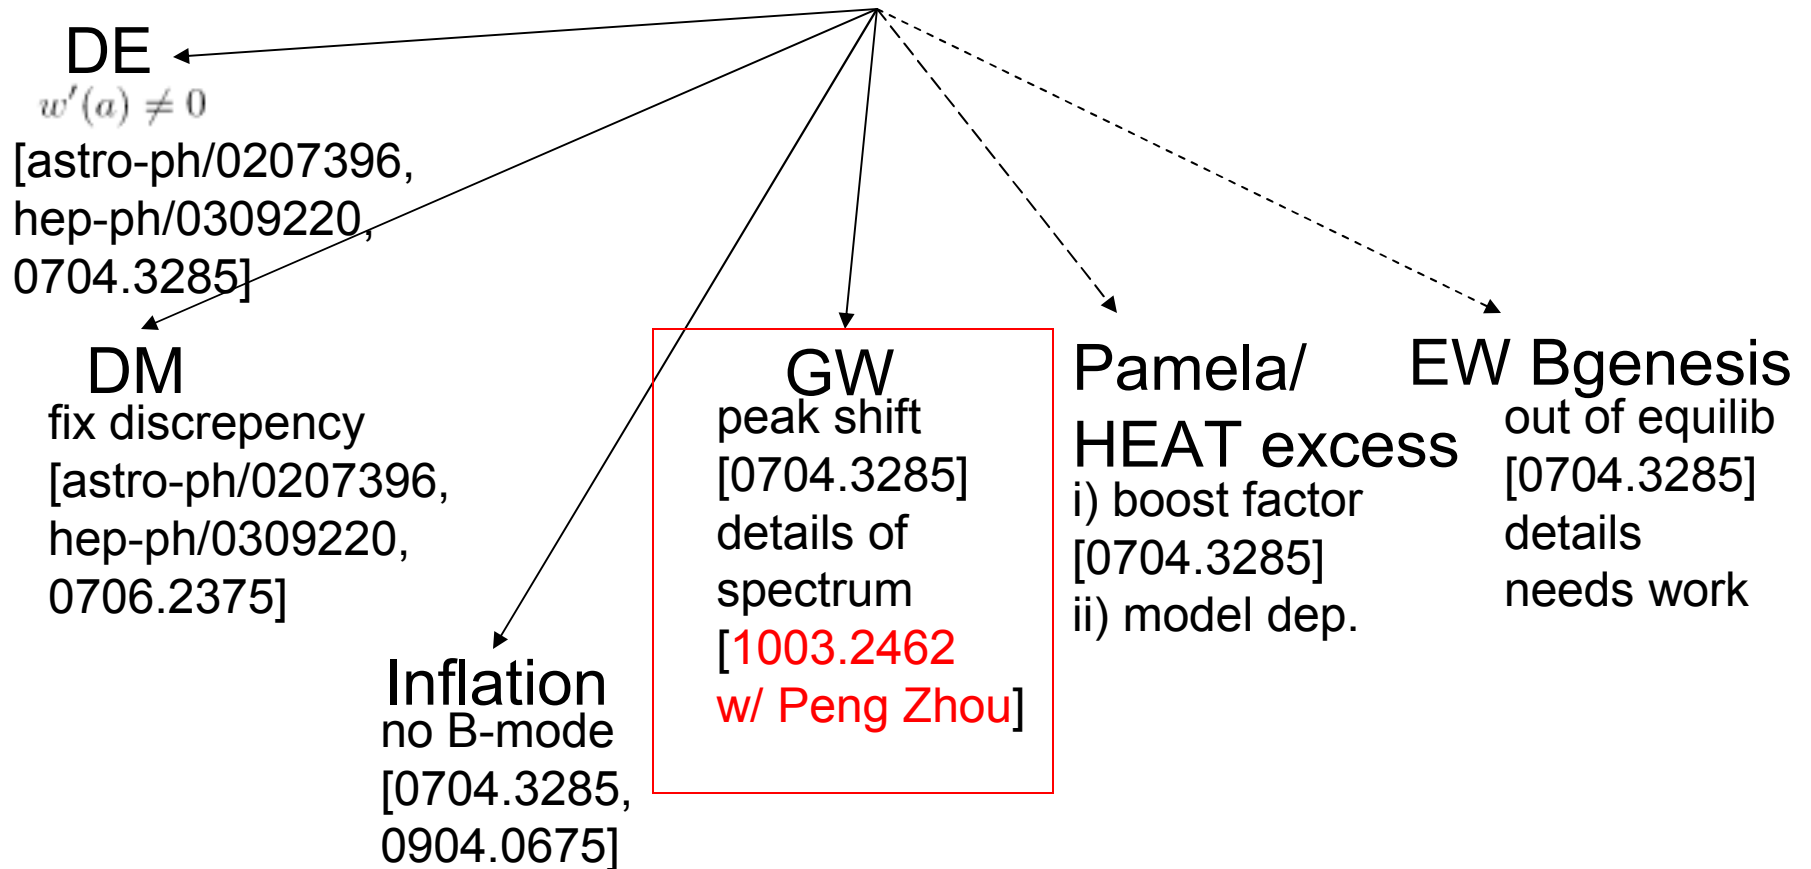 DE
w′(a) ≠ 0
[astro-ph/0207396,
hep-ph/0309220,
0704.3285]
DM
fix discrepency
[astro-ph/0207396,
hep-ph/0309220,
0706.2375]
Inflation
no B-mode
[0704.3285,
0904.0675]
GW
peak shift
[0704.3285]
details of
spectrum
[1003.2462
w/ Peng Zhou]
Pamela/
HEAT excess
i) boost factor
[0704.3285]
ii) model dep.
EW Bgenesis
out of equilib
[0704.3285]
details
needs work